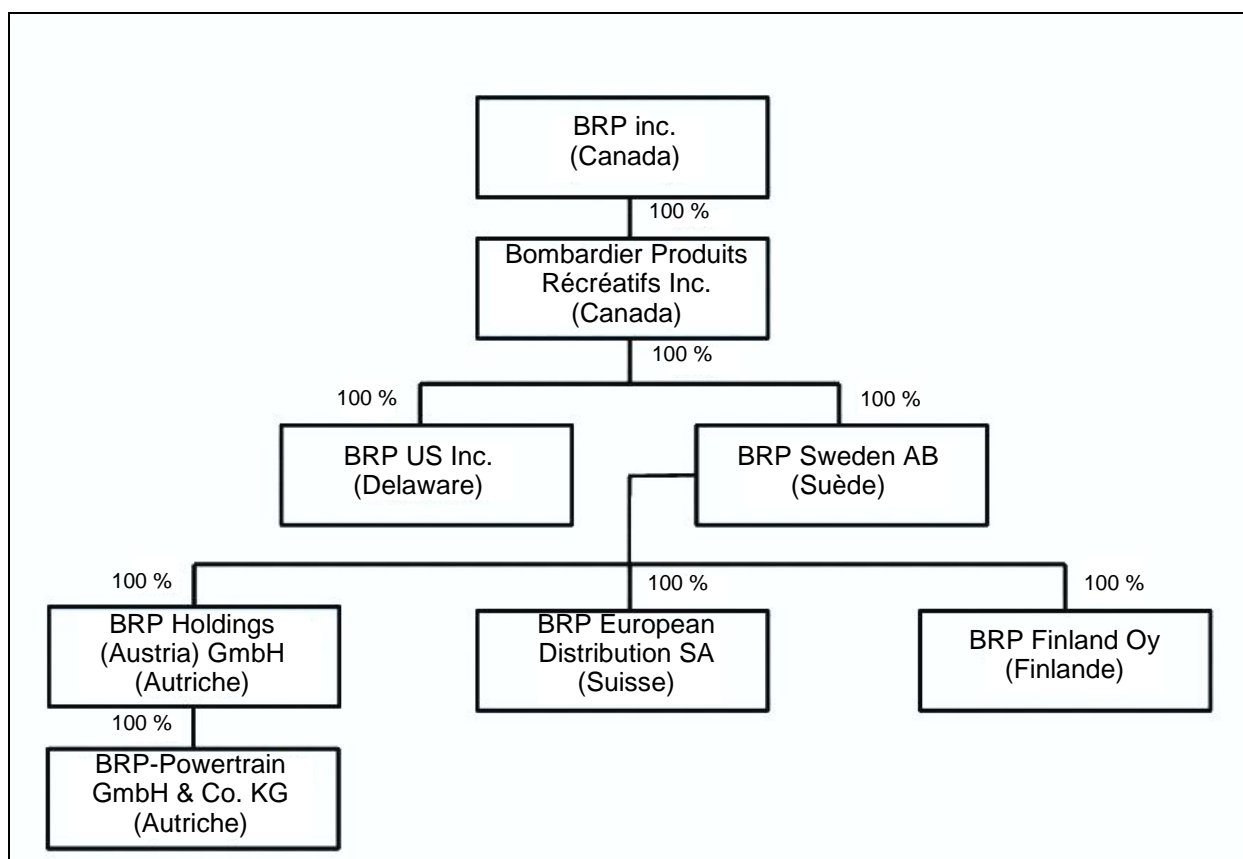 BRP inc.
(Canada)
100 %
Bombardier Produits
Récréatifs Inc.
(Canada)
100 %
100 %
100 %
BRP US Inc.
(Delaware)
BRP Sweden AB
(Suède)
100 %
100 %
100 %
BRP Holdings
(Austria) GmbH
(Autriche)
BRP European
Distribution SA
(Suisse)
BRP Finland Oy
(Finlande)
100 %
BRP-Powertrain
GmbH & Co. KG
(Autriche)